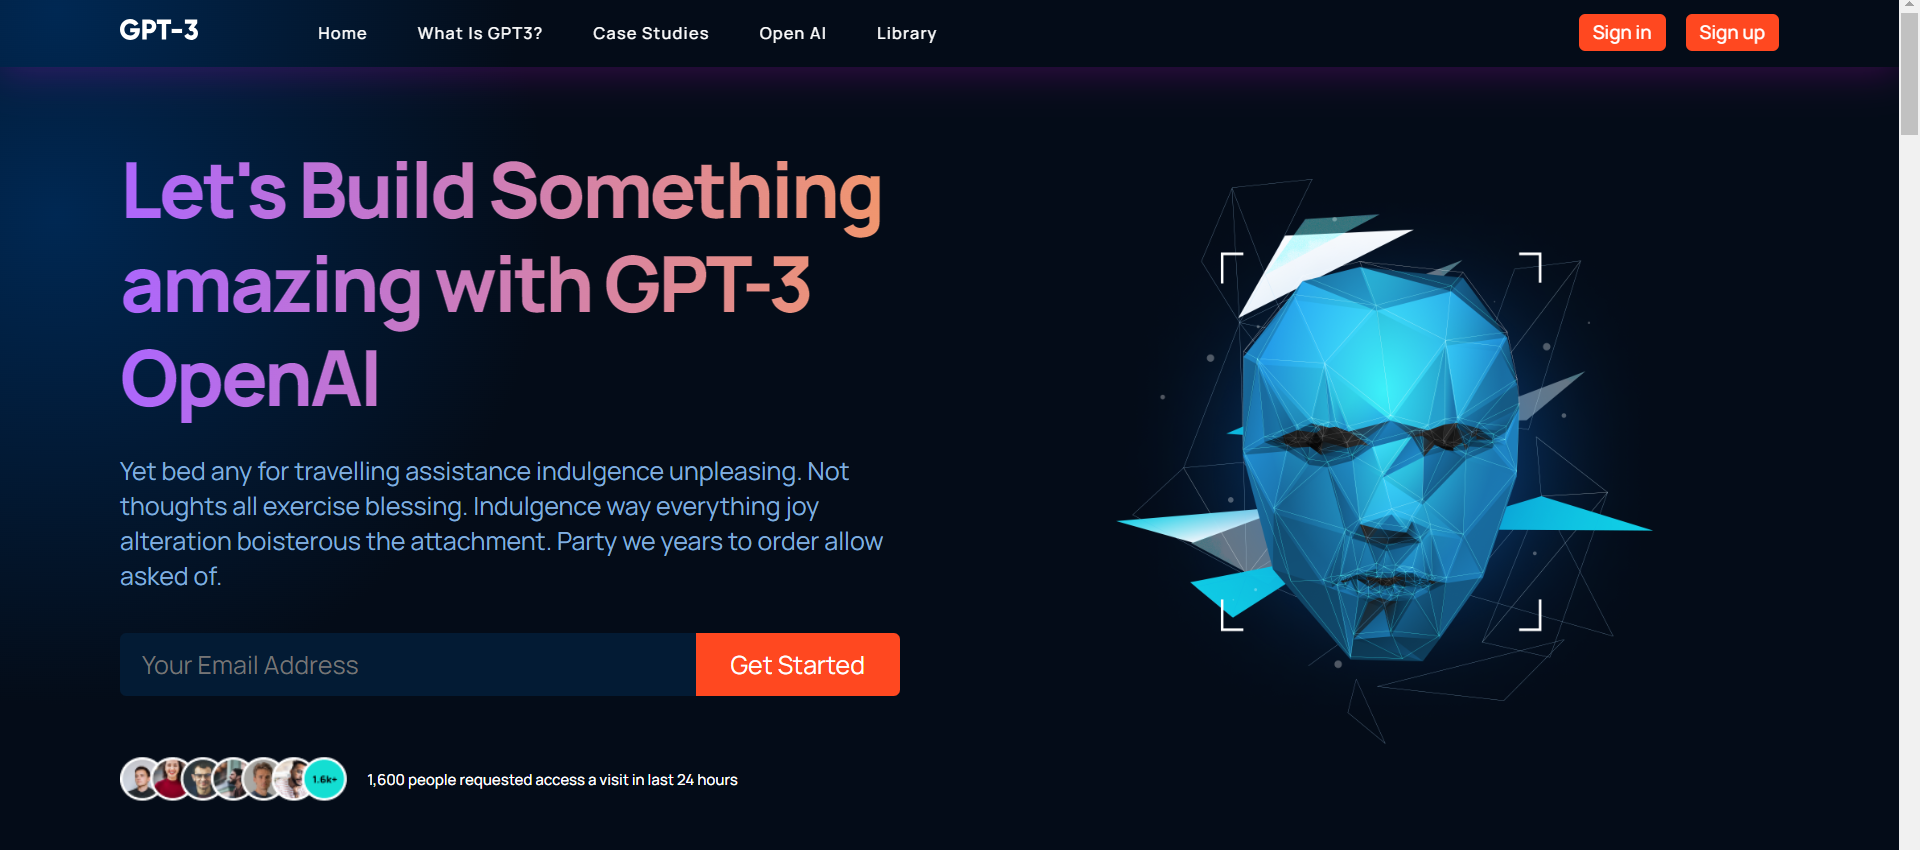 GPT-3
Home What Is GPT3? Case Studies Open AI Library
Sign in Sign up
Let's Build Something
amazing with GPT-3
OpenAI
Yet bed any for travelling assistance indulgence unpleasing. Not
thoughts all exercise blessing. Indulgence way everything joy
alteration boisterous the attachment. Party we years to order allow
asked of.
Your Email Address Get Started
1.6k+ 1,600 people requested access a visit in last 24 hours